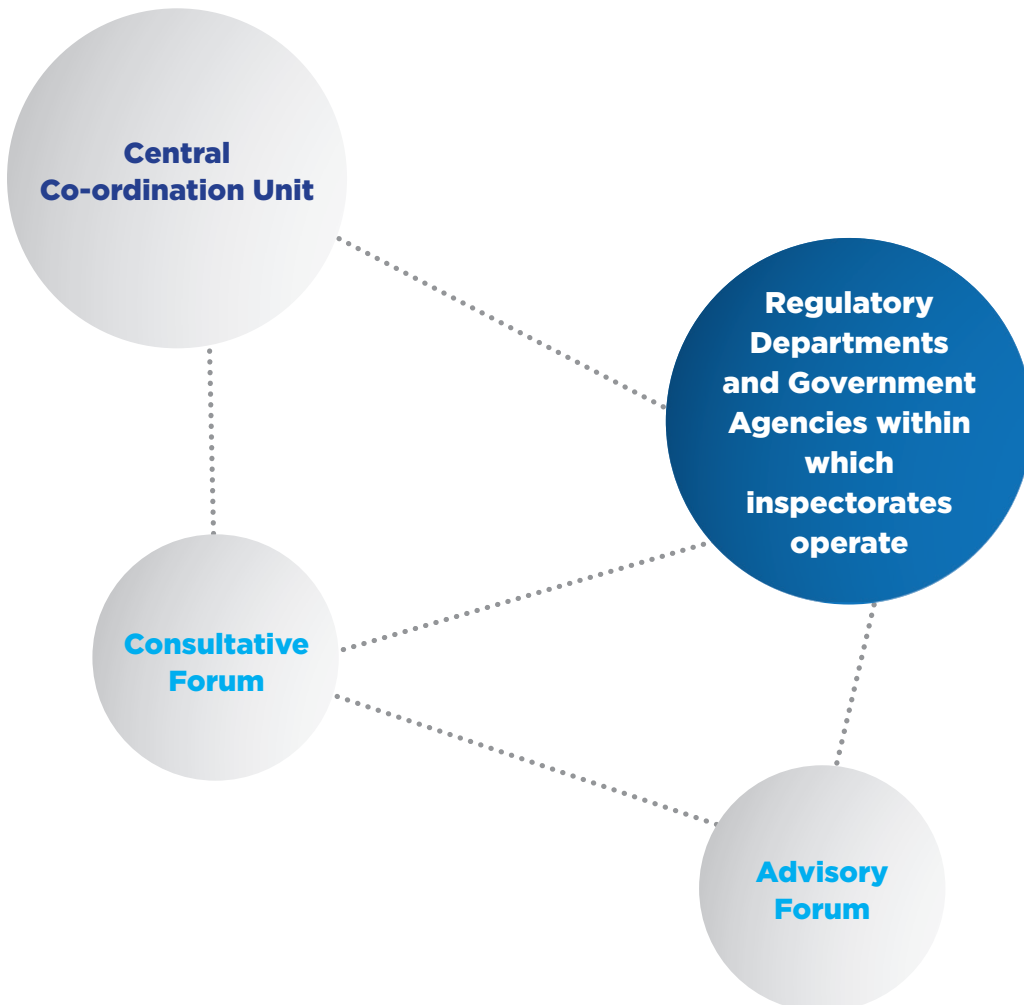 Central
Co-ordination Unit
Regulatory
Departments
and Government
Agencies within
which
inspectorates
operate
Consultative
Forum
Advisory
Forum